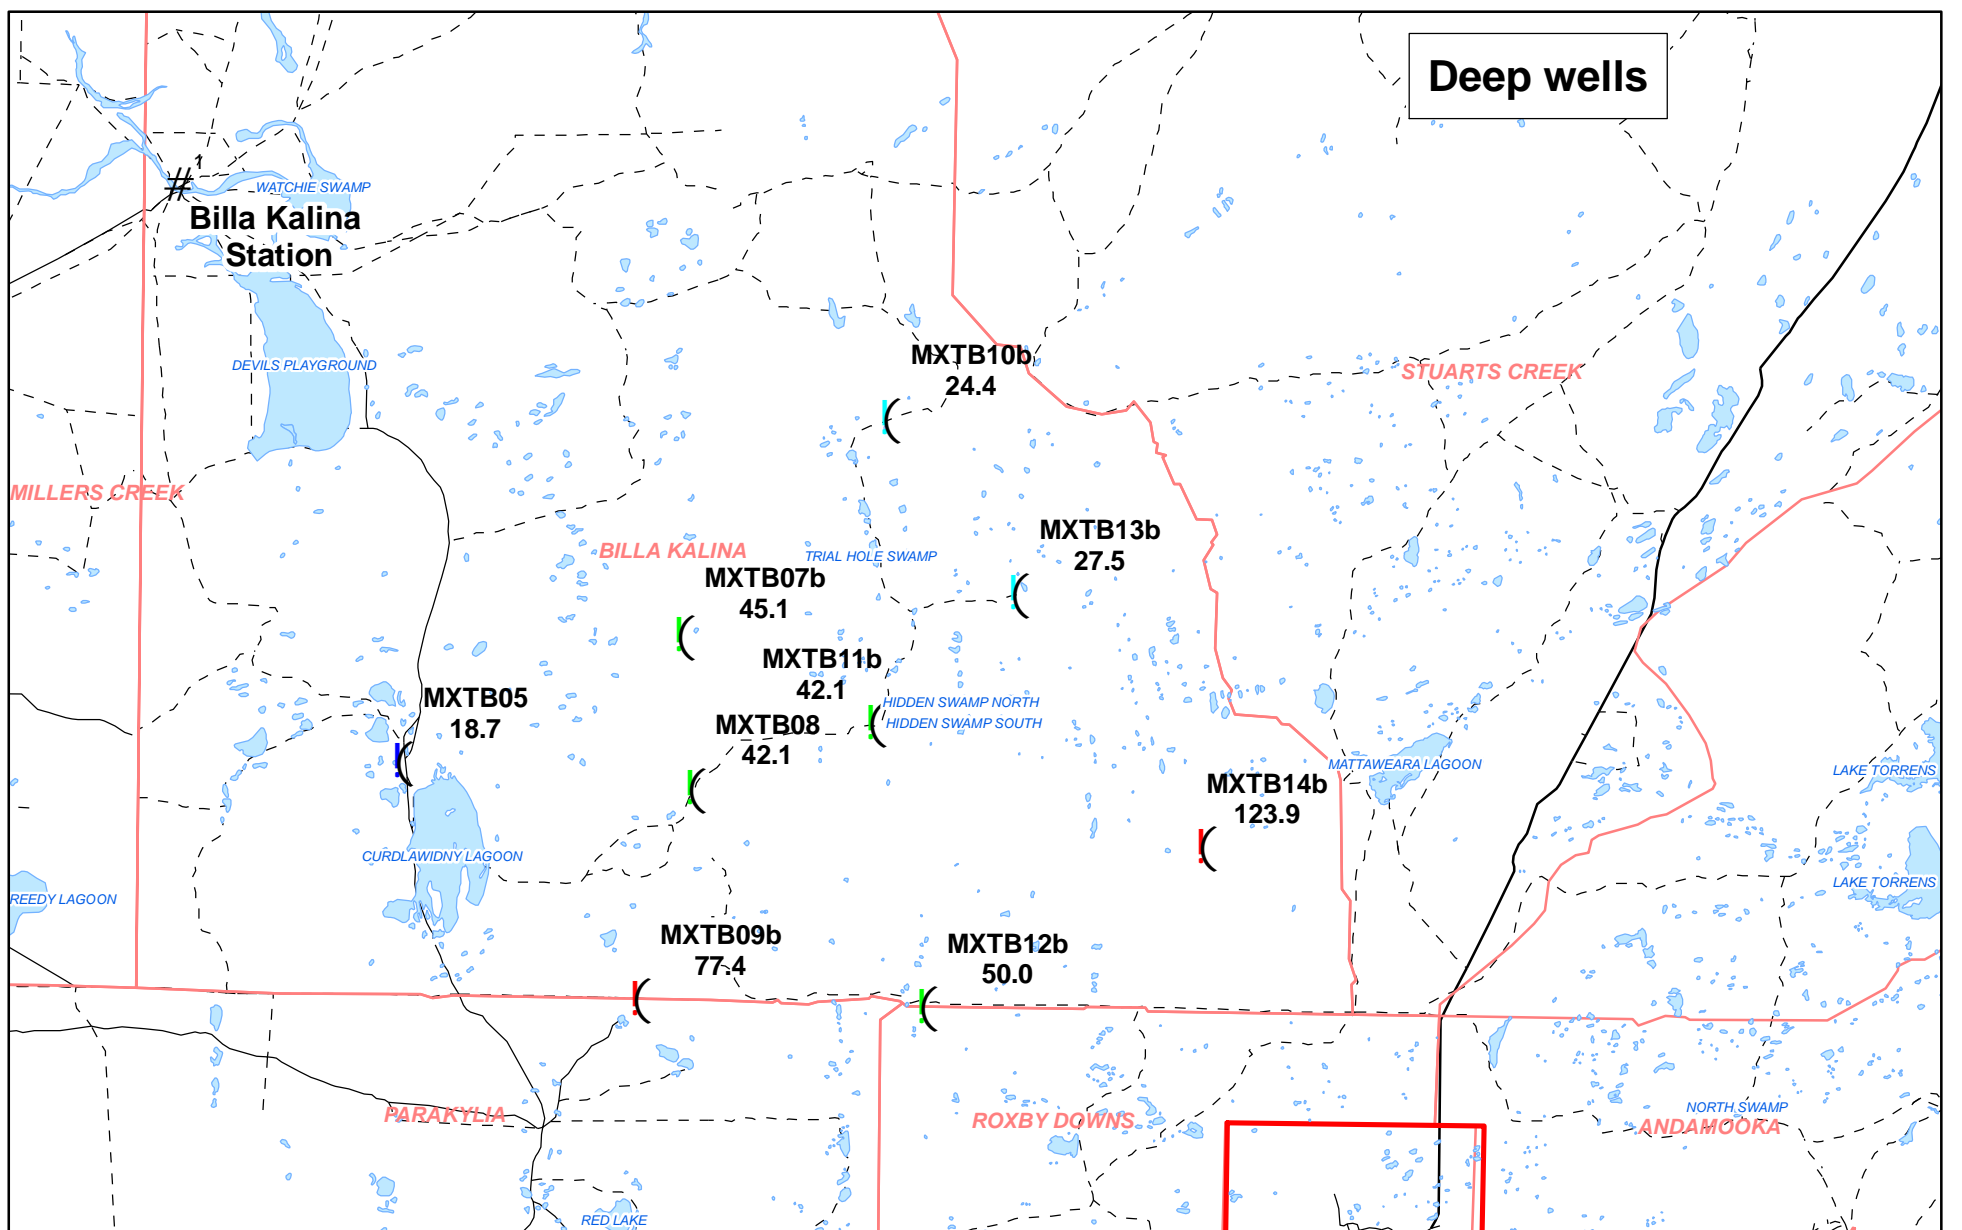 Deep wells
1
#
WATCHIE SWAMP
Billa Kalina
Station
DEVILS PLAYGROUND
MXTB10b
24.4
STUARTS CREEK
MILLERS CREEK
MXTB13b
27.5
BILLA KALINA
TRIAL HOLE SWAMP
MXTB07b
45.1
MXTB11b
42.1
MXTB05
18.7
HIDDEN SWAMP NORTH
HIDDEN SWAMP SOUTH
MXTB08
42.1
MATTAWEARA LAGOON
LAKE TORRENS
MXTB14b
123.9
CURDLAWIDNY LAGOON
LAKE TORRENS
REEDY LAGOON
MXTB09b
77.4
MXTB12b
50.0
PARAKYLIA
ROXBY DOWNS
NORTH SWAMP
ANDAMOOKA
RED LAKE